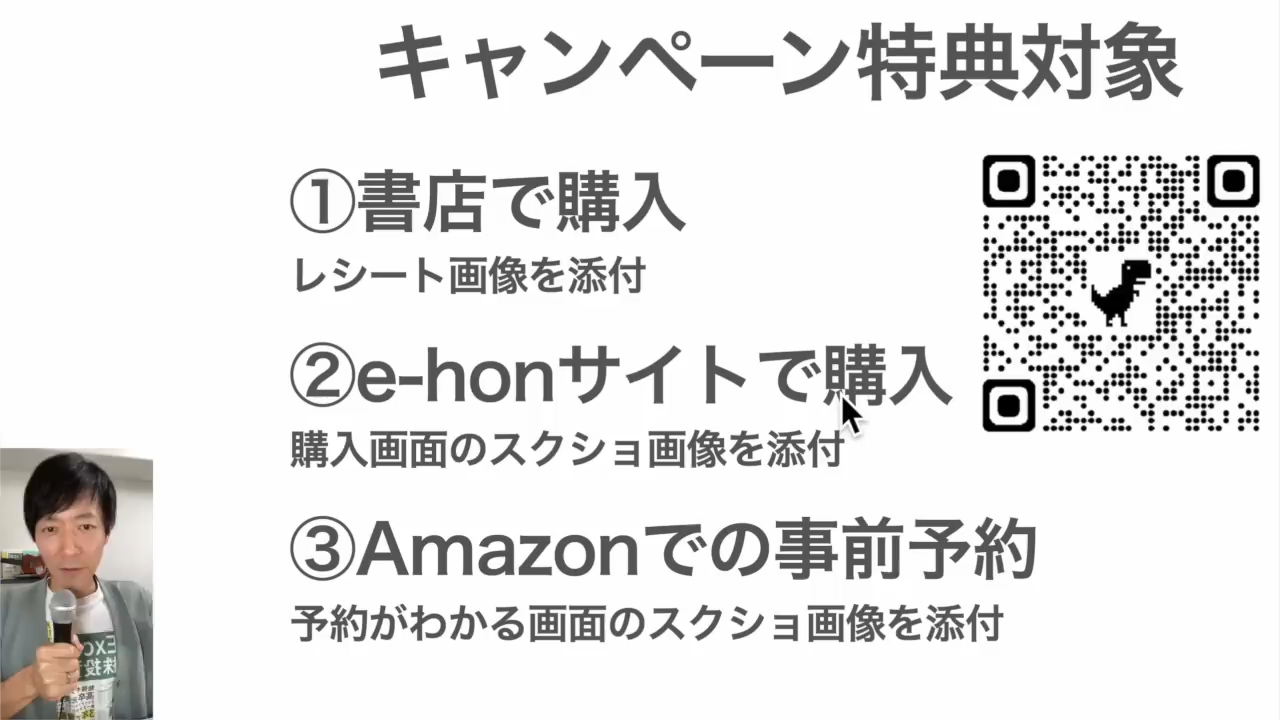 キャンペーン特典対象
①書店で購入
レシート画像を添付
②e-honサイトで購入
購入画面のスクショ画像を添付
③Amazonでの事前予約
予約がわかる画面のスクショ画像を添付